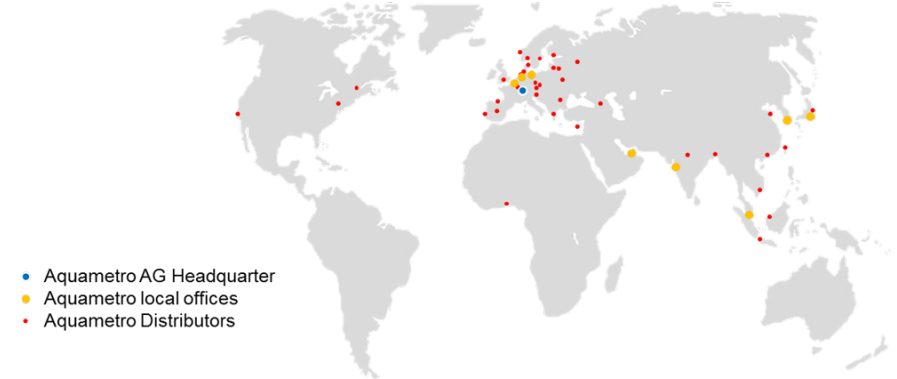 Aquametro AG Headquarter
Aquametro local offices
Aquametro Distributors